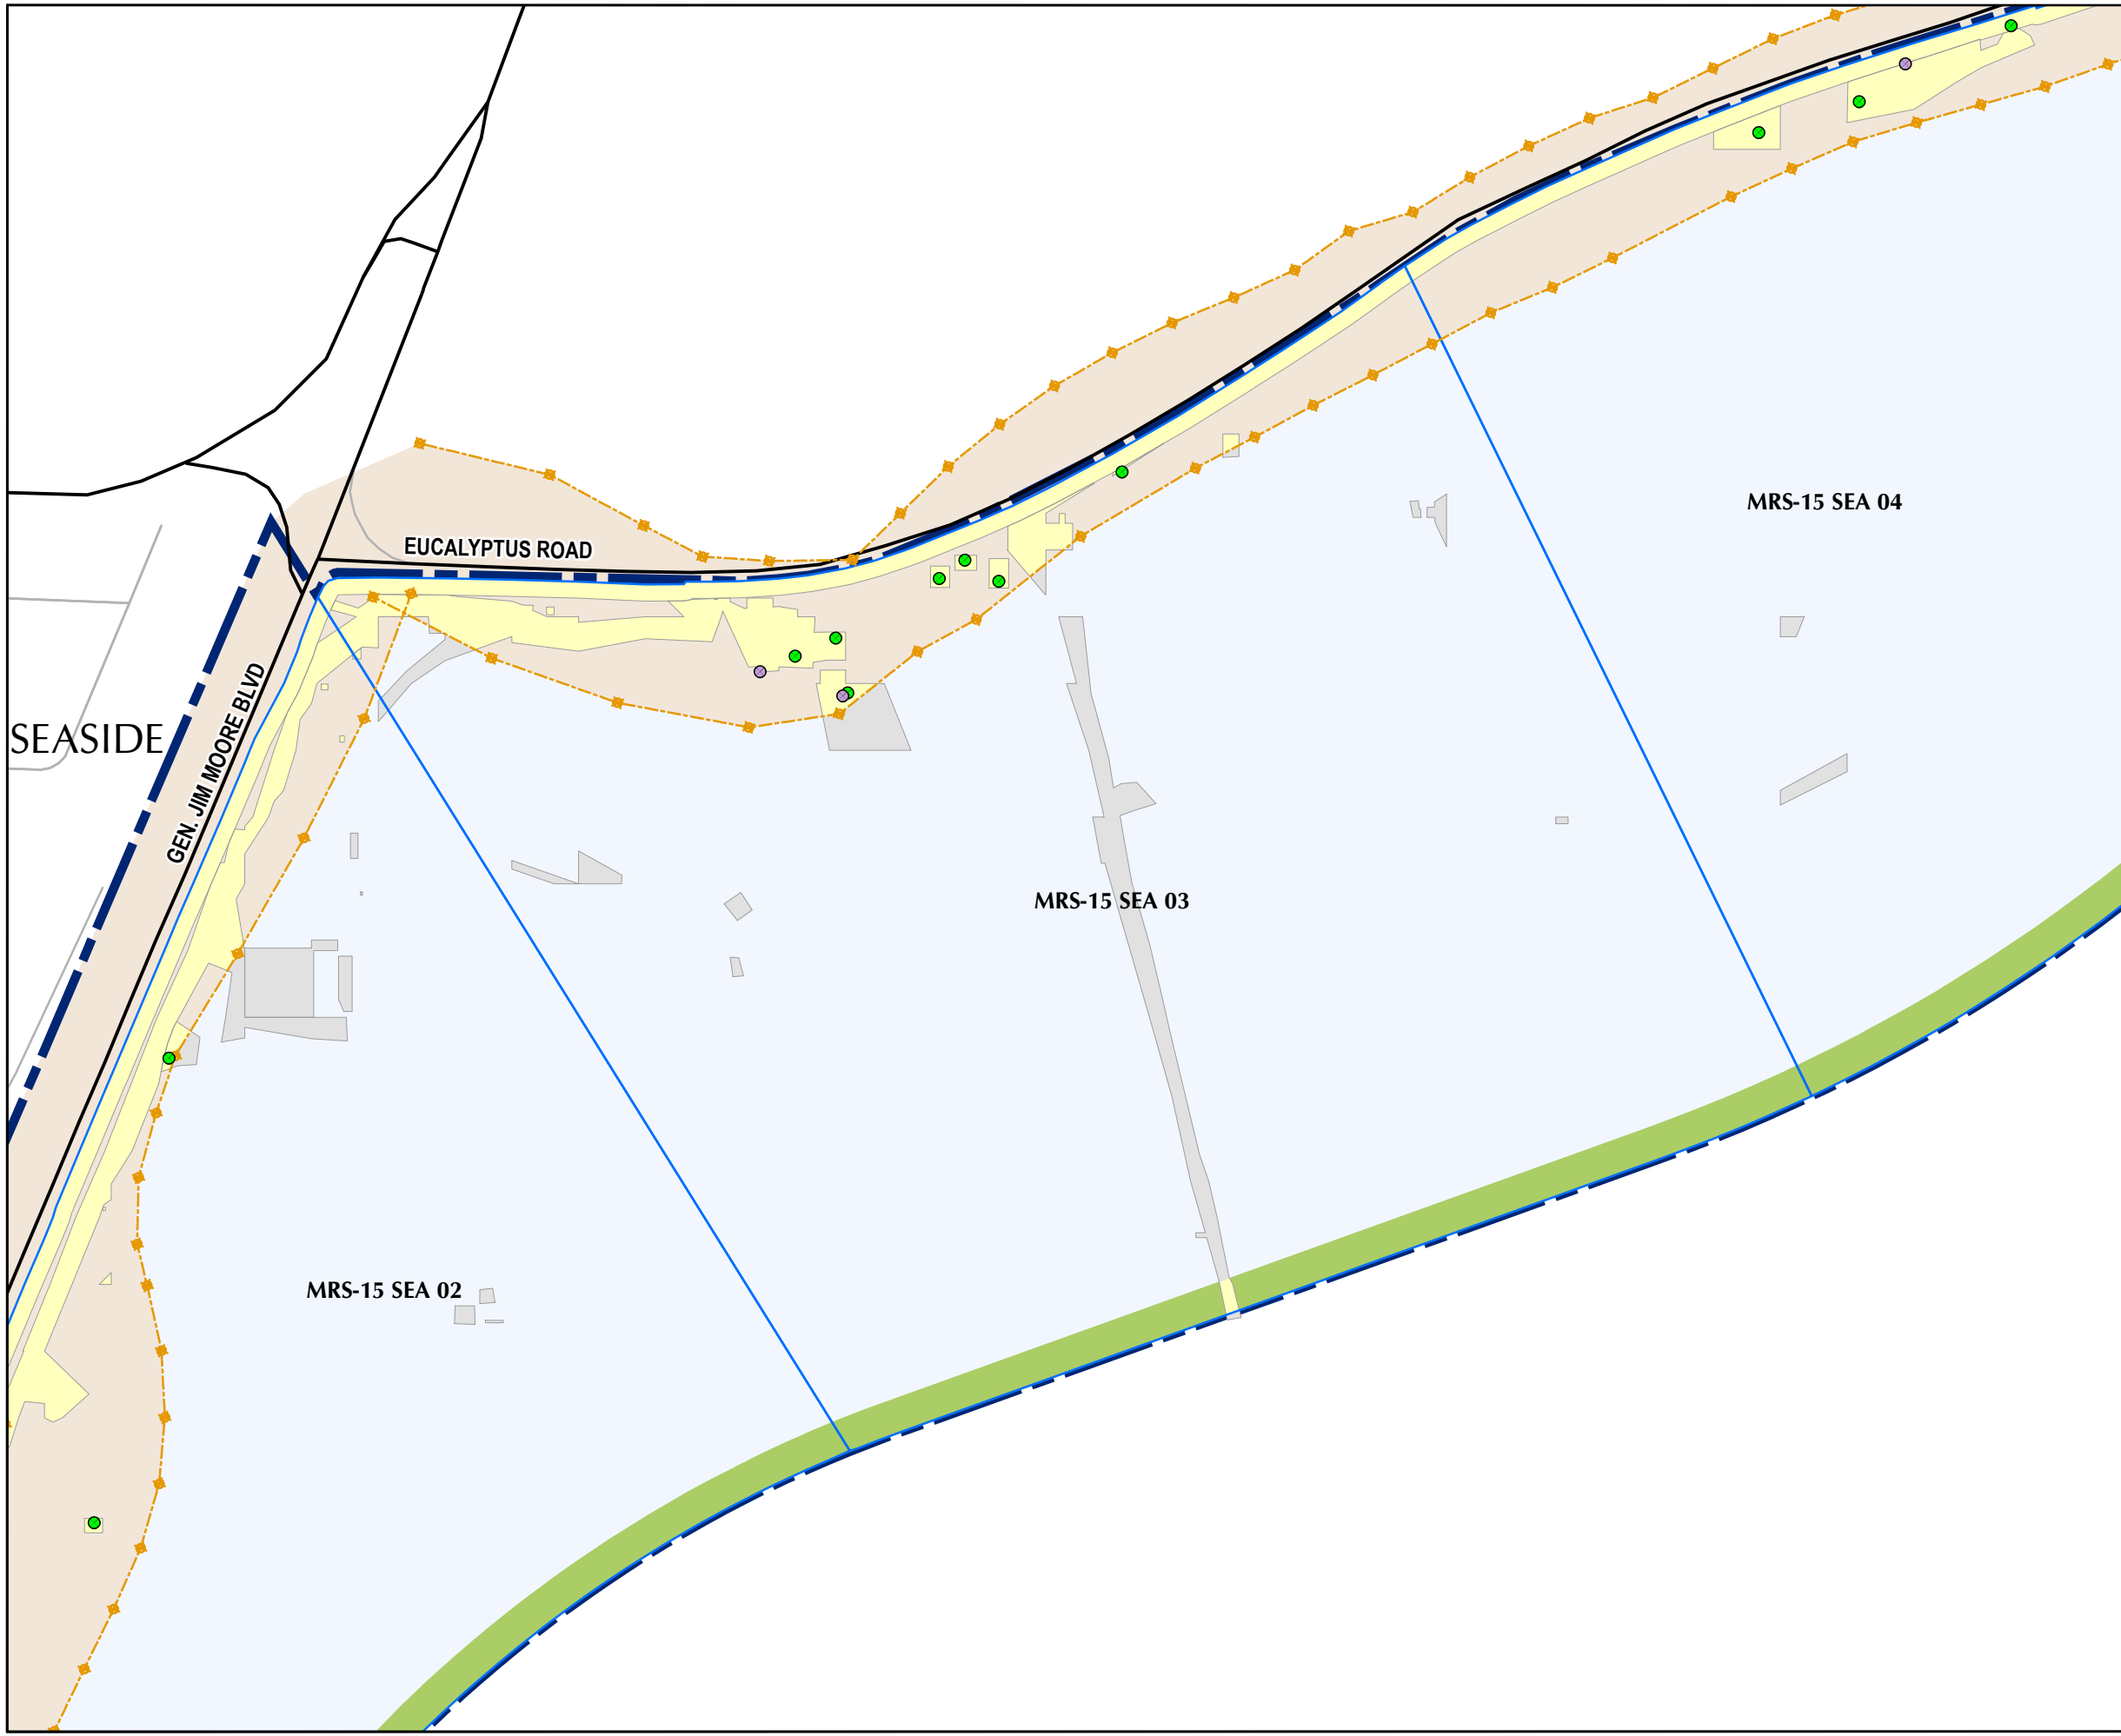 MRS-15 SEA 04
EUCALYPTUS ROAD
SEASIDE
GEN. JIM MOORE BLVD
MRS-15 SEA 03
MRS-15 SEA 02